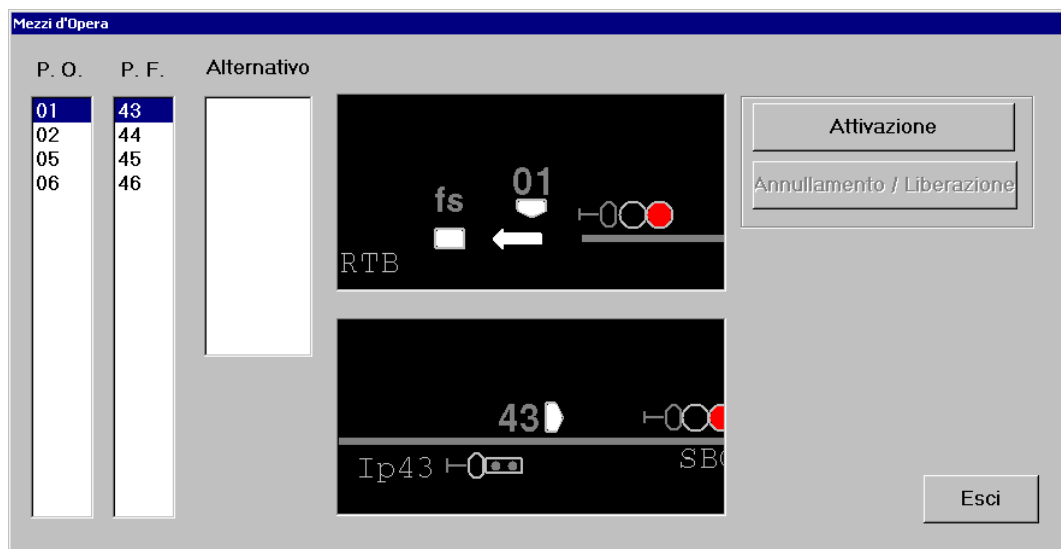 Mezzi d'Opera
P. O.
P. F.
Alternativo
01
02
05
06
43
44
45
46
fs
01
RTB
43
Ip43
SB
Attivazione
Annullamento / Liberazione
Esci